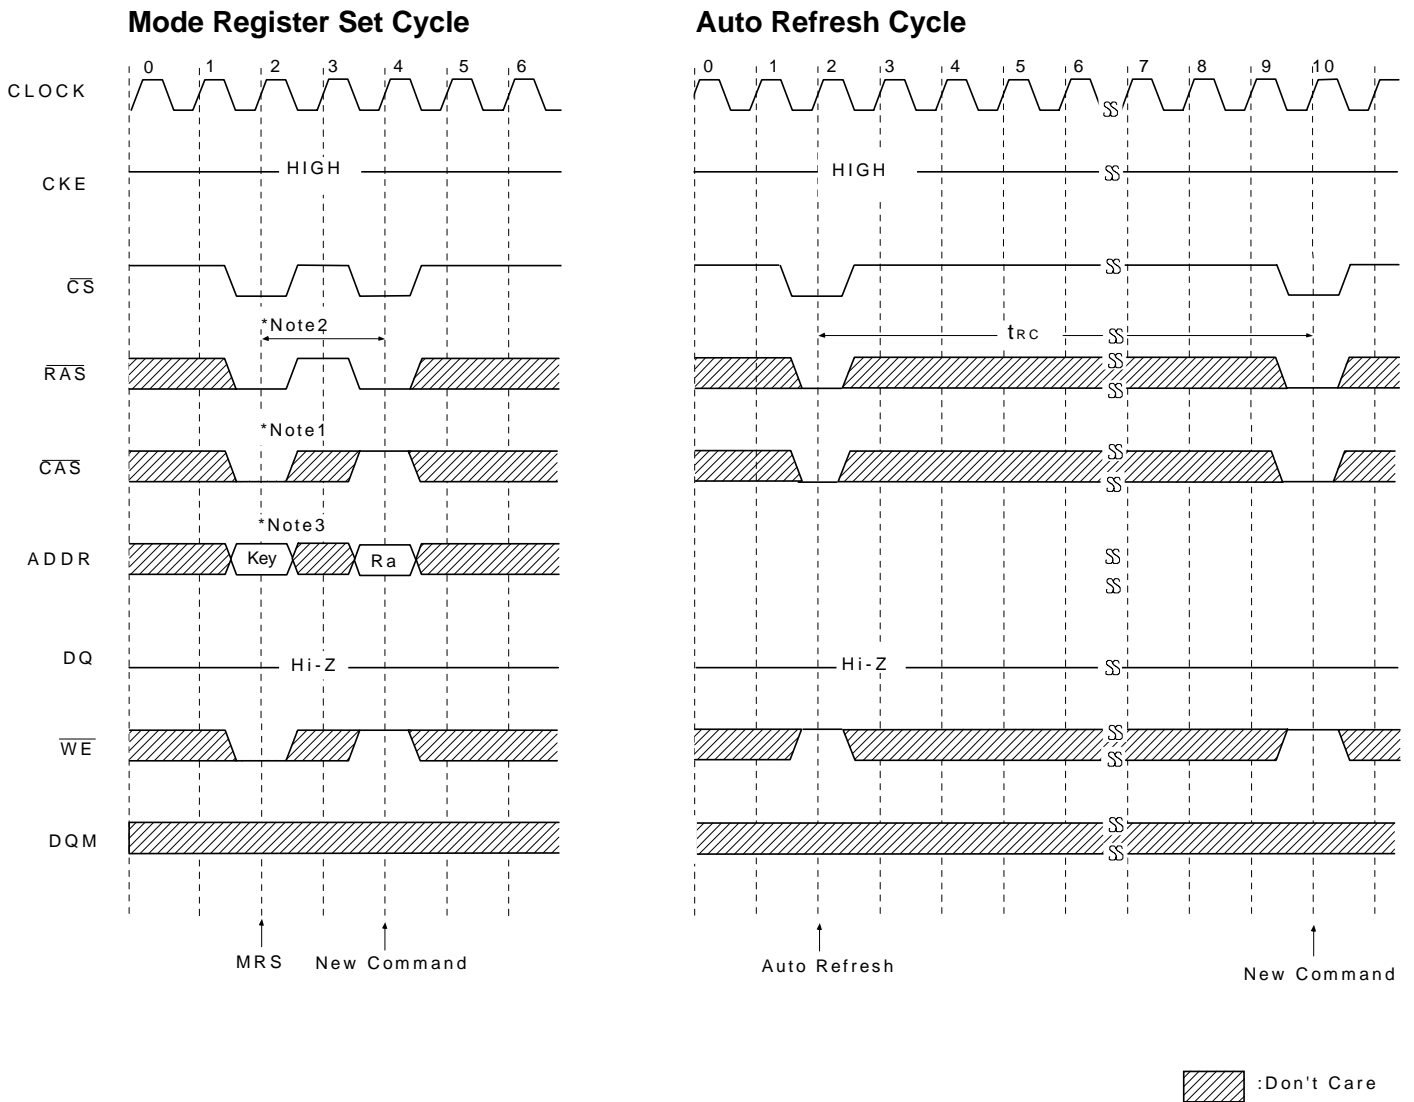 Mode Register Set Cycle
Auto Refresh Cycle
0 1 2 3 4 5 6
0 1 2 3 4 5 6 7 8 9 10
CLOCK
CKE
HIGH
HIGH
CS
*Note2
tRC
RAS
*Note1
CAS
*Note3
ADDR
Key
Ra
DQ
Hi-Z
Hi-Z
WE
DQM
MRS
New Command
Auto Refresh
New Command
:Don't Care